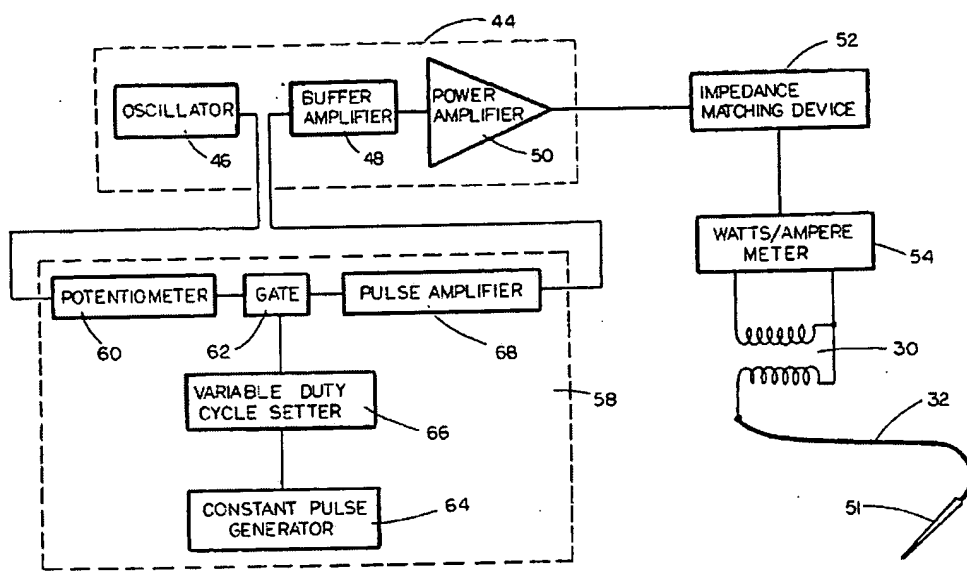 44
OSCILLATOR
46
BUFFER
AMPLIFIER
48
POWER
AMPLIFIER
50
52
IMPEDANCE
MATCHING DEVICE
WATTS/AMPERE
METER
54
POTENTIOMETER
60
GATE
62
PULSE AMPLIFIER
68
30
VARIABLE DUTY
CYCLE SETTER
66
58
32
CONSTANT PULSE
GENERATOR
64
51